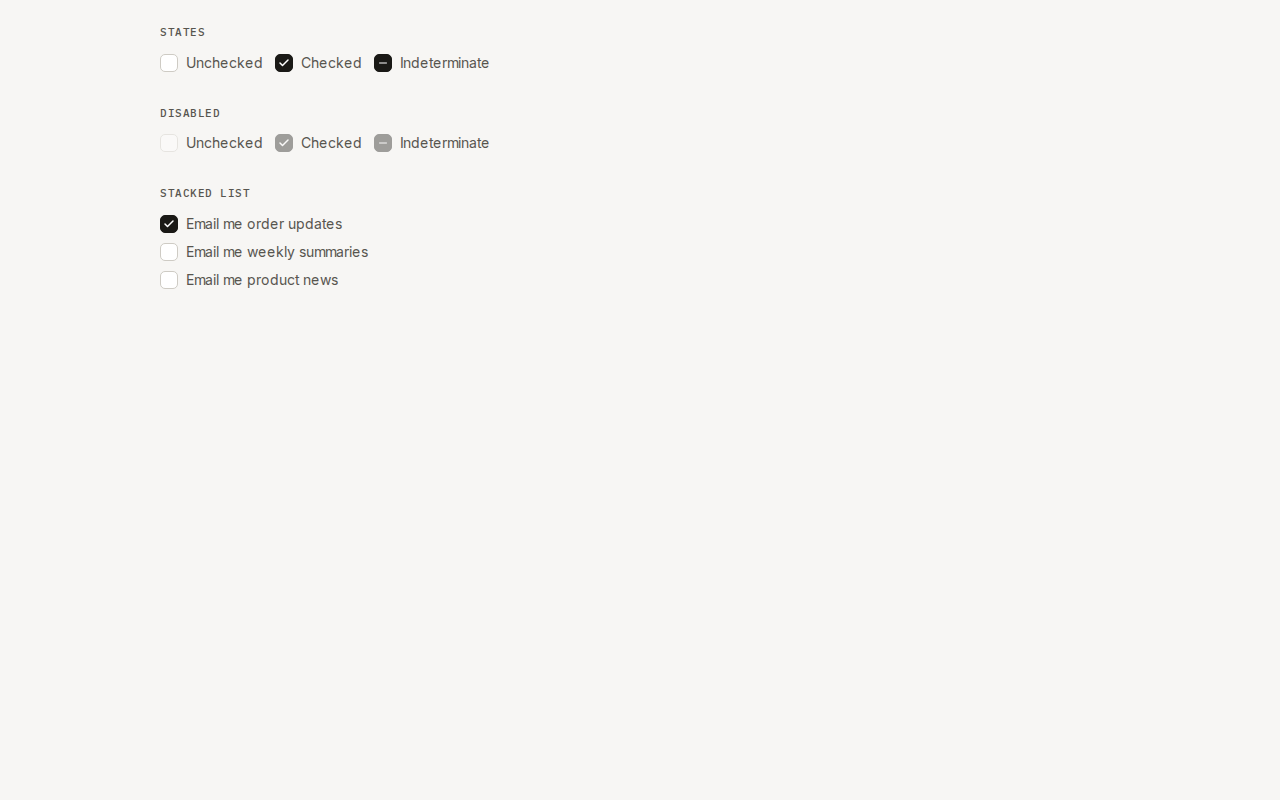 STATES
Unchecked Checked Indeterminate
DISABLED
Unchecked Checked Indeterminate
STACKED LIST
Email me order updates
Email me weekly summaries
Email me product news